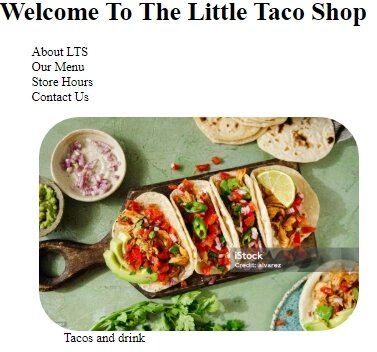 Welcome To The Little Taco Shop
About LTS
Our Menu
Store Hours
Contact Us
iStock
Credit: alvarez
Tacos and drink